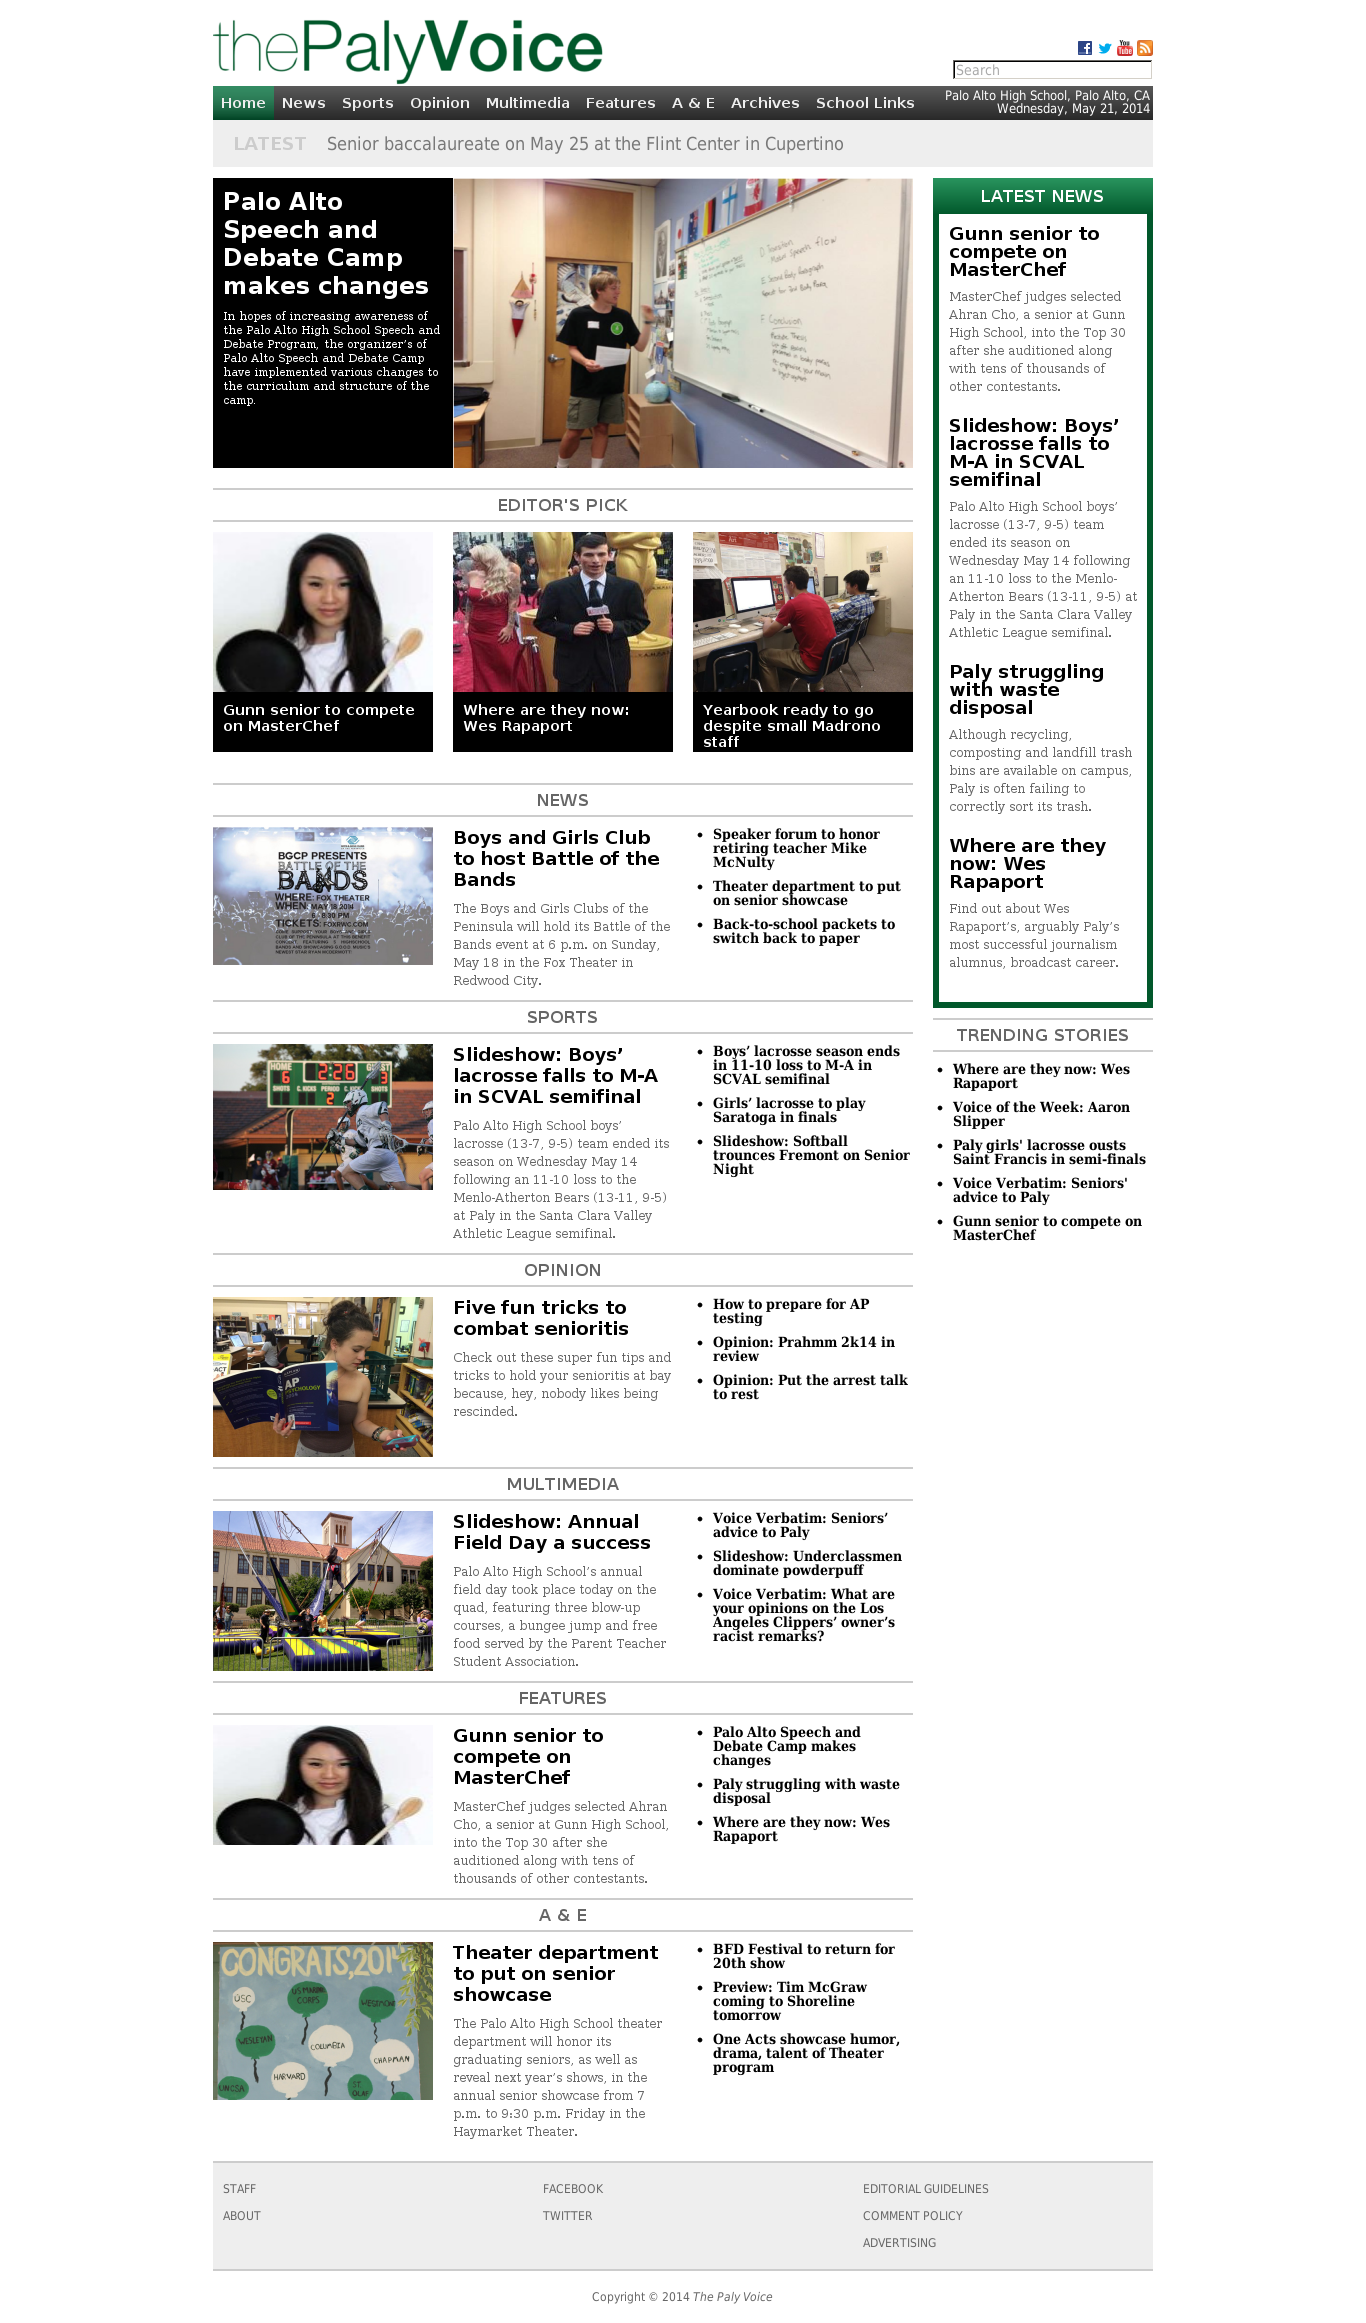 thePalyVoice
Search
Home News Sports Opinion Multimedia Features A & E Archives School Links
Palo Alto High School, Palo Alto, CA
Wednesday, May 21, 2014
LATEST Senior baccalaureate on May 25 at the Flint Center in Cupertino
Palo Alto
Speech and
Debate Camp
makes changes
In hopes of increasing awareness of
the Palo Alto High School Speech and
Debate Program, the organizer’s of
Palo Alto Speech and Debate Camp
have implemented various changes to
the curriculum and structure of the
camp.
EDITOR'S PICK
Gunn senior to compete
on MasterChef
Where are they now:
Wes Rapaport
Yearbook ready to go
despite small Madrono
staff
NEWS
BGCP PRESENTS
BATTLE OF THE
BANDS
WHERE: FOX THEATER
WHEN: MAY 18 2014
6 - 8:30 PM
TICKETS: FOXRWC.COM
Boys and Girls Club
to host Battle of the
Bands
The Boys and Girls Clubs of the
Peninsula will hold its Battle of the
Bands event at 6 p.m. on Sunday,
May 18 in the Fox Theater in
Redwood City.
Speaker forum to honor
retiring teacher Mike
McNulty
Theater department to put
on senior showcase
Back-to-school packets to
switch back to paper
SPORTS
HOME
2:26
GUEST
6
3
2
Slideshow: Boys’
lacrosse falls to M-A
in SCVAL semifinal
Palo Alto High School boys’
lacrosse (13-7, 9-5) team ended its
season on Wednesday May 14
following an 11-10 loss to the
Menlo-Atherton Bears (13-11, 9-5)
at Paly in the Santa Clara Valley
Athletic League semifinal.
Boys’ lacrosse season ends
in 11-10 loss to M-A in
SCVAL semifinal
Girls’ lacrosse to play
Saratoga in finals
Slideshow: Softball
trounces Fremont on Senior
Night
OPINION
ACT
AP
PSYCHOLOGY
Five fun tricks to
combat senioritis
Check out these super fun tips and
tricks to hold your senioritis at bay
because, hey, nobody likes being
rescinded.
How to prepare for AP
testing
Opinion: Prahmm 2k14 in
review
Opinion: Put the arrest talk
to rest
MULTIMEDIA
Slideshow: Annual
Field Day a success
Palo Alto High School’s annual
field day took place today on the
quad, featuring three blow-up
courses, a bungee jump and free
food served by the Parent Teacher
Student Association.
Voice Verbatim: Seniors’
advice to Paly
Slideshow: Underclassmen
dominate powderpuff
Voice Verbatim: What are
your opinions on the Los
Angeles Clippers’ owner’s
racist remarks?
FEATURES
Gunn senior to
compete on
MasterChef
MasterChef judges selected Ahran
Cho, a senior at Gunn High School,
into the Top 30 after she
auditioned along with tens of
thousands of other contestants.
Palo Alto Speech and
Debate Camp makes
changes
Paly struggling with waste
disposal
Where are they now: Wes
Rapaport
A & E
CONGRATS, 2014
USC
US MARINE
CORPS
WESTMONT
WESLEYAN
COLUMBIA
CHAPMAN
HARVARD
UNCSA
ST. OLAF
Theater department
to put on senior
showcase
The Palo Alto High School theater
department will honor its
graduating seniors, as well as
reveal next year’s shows, in the
annual senior showcase from 7
p.m. to 9:30 p.m. Friday in the
Haymarket Theater.
BFD Festival to return for
20th show
Preview: Tim McGraw
coming to Shoreline
tomorrow
One Acts showcase humor,
drama, talent of Theater
program
LATEST NEWS
Gunn senior to
compete on
MasterChef
MasterChef judges selected
Ahran Cho, a senior at Gunn
High School, into the Top 30
after she auditioned along
with tens of thousands of
other contestants.
Slideshow: Boys’
lacrosse falls to
M-A in SCVAL
semifinal
Palo Alto High School boys’
lacrosse (13-7, 9-5) team
ended its season on
Wednesday May 14 following
an 11-10 loss to the Menlo-
Atherton Bears (13-11, 9-5) at
Paly in the Santa Clara Valley
Athletic League semifinal.
Paly struggling
with waste
disposal
Although recycling,
composting and landfill trash
bins are available on campus,
Paly is often failing to
correctly sort its trash.
Where are they
now: Wes
Rapaport
Find out about Wes
Rapaport’s, arguably Paly’s
most successful journalism
alumnus, broadcast career.
TRENDING STORIES
Where are they now: Wes
Rapaport
Voice of the Week: Aaron
Slipper
Paly girls' lacrosse ousts
Saint Francis in semi-finals
Voice Verbatim: Seniors'
advice to Paly
Gunn senior to compete on
MasterChef
STAFF
ABOUT
FACEBOOK
TWITTER
EDITORIAL GUIDELINES
COMMENT POLICY
ADVERTISING
Copyright © 2014 The Paly Voice